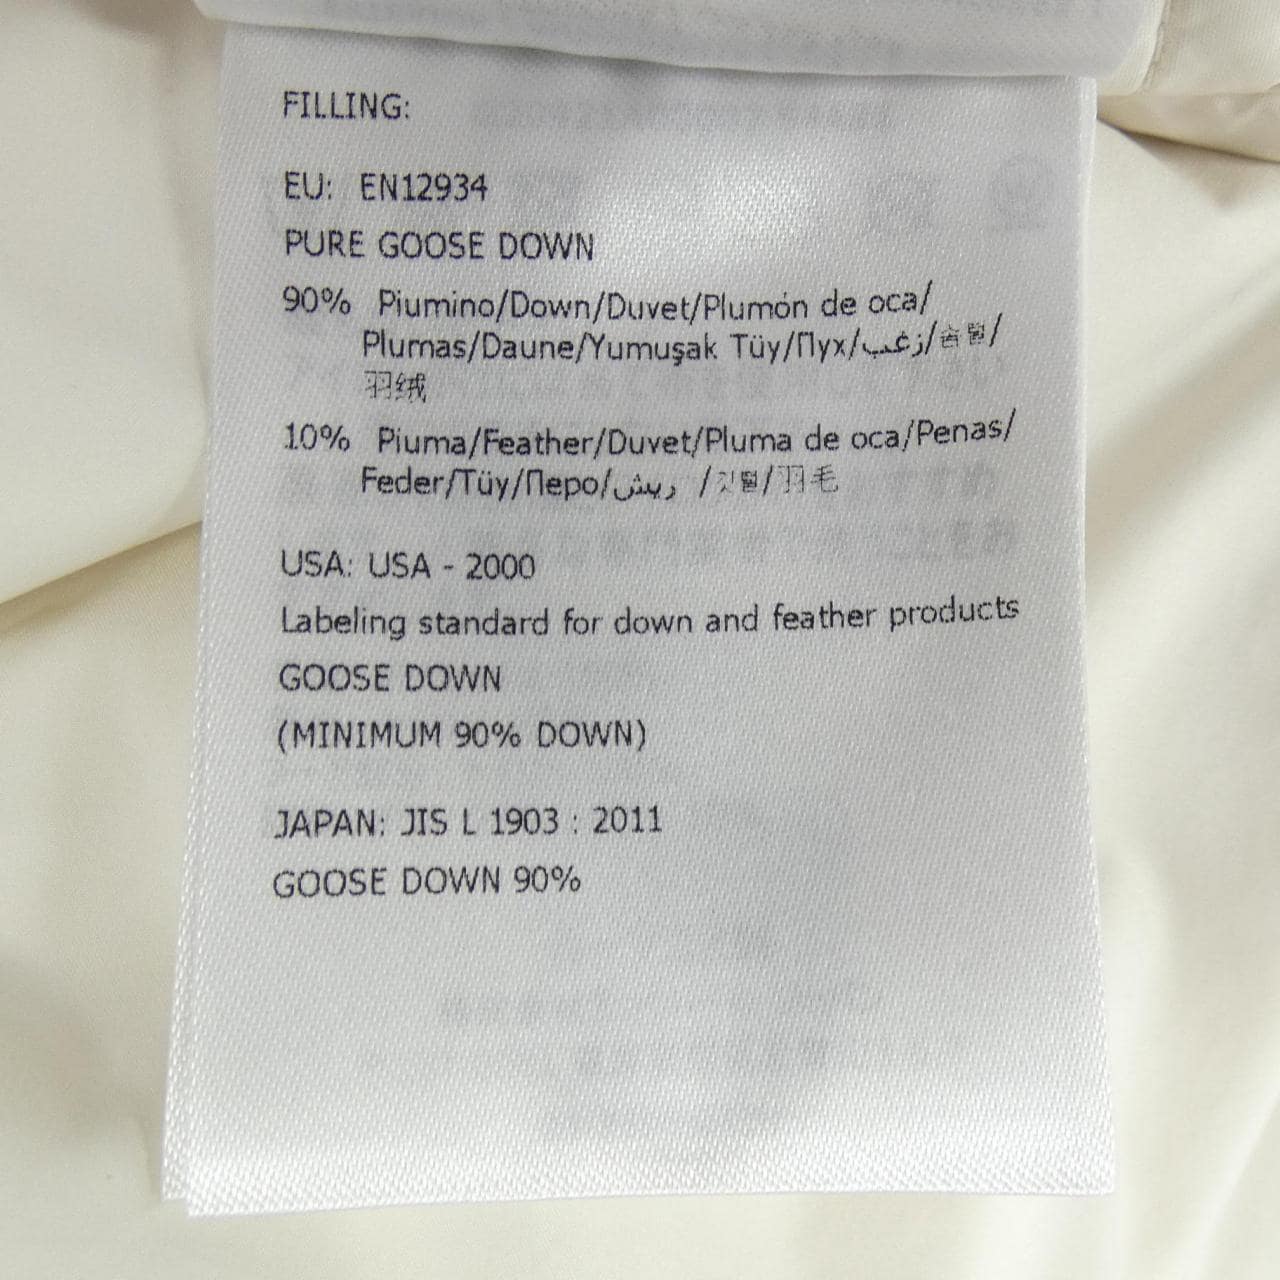 FILLING:
EU: EN12934
PURE GOOSE DOWN
90% Piumino/Down/Duvet/Plumón de oca/
Plumas/Daune/Yumuşak Tüy/Пух/زغب/솜털/
羽绒
10% Piuma/Feather/Duvet/Pluma de oca/Penas/
Feder/Tüy/Перо/ريش /깃털/羽毛
USA: USA - 2000
Labeling standard for down and feather products
GOOSE DOWN
(MINIMUM 90% DOWN)
JAPAN: JIS L 1903 : 2011
GOOSE DOWN 90%